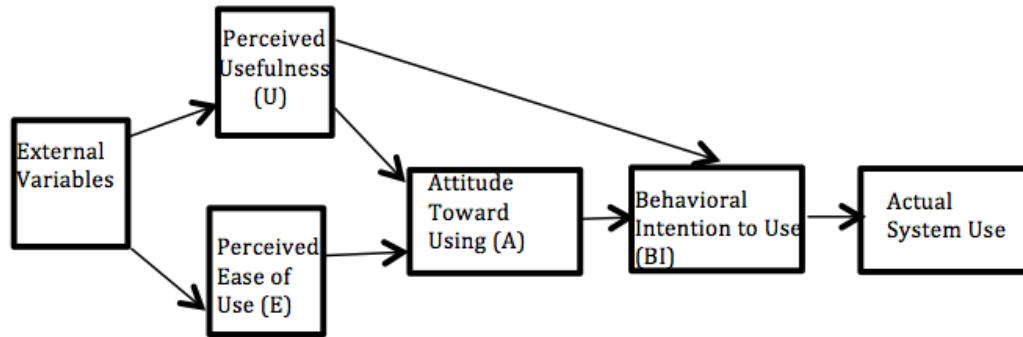 External
Variables
Perceived
Usefulness
(U)
Perceived
Ease of
Use (E)
Attitude
Toward
Using (A)
Behavioral
Intention to Use
(BI)
Actual
System Use